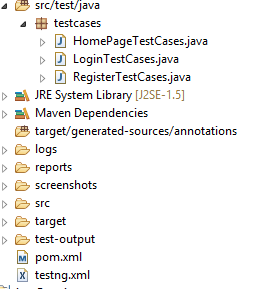 src/test/java
testcases
HomePageTestCases.java
LoginTestCases.java
RegisterTestCases.java
JRE System Library [J2SE-1.5]
Maven Dependencies
target/generated-sources/annotations
logs
reports
screenshots
src
target
test-output
pom.xml
testng.xml